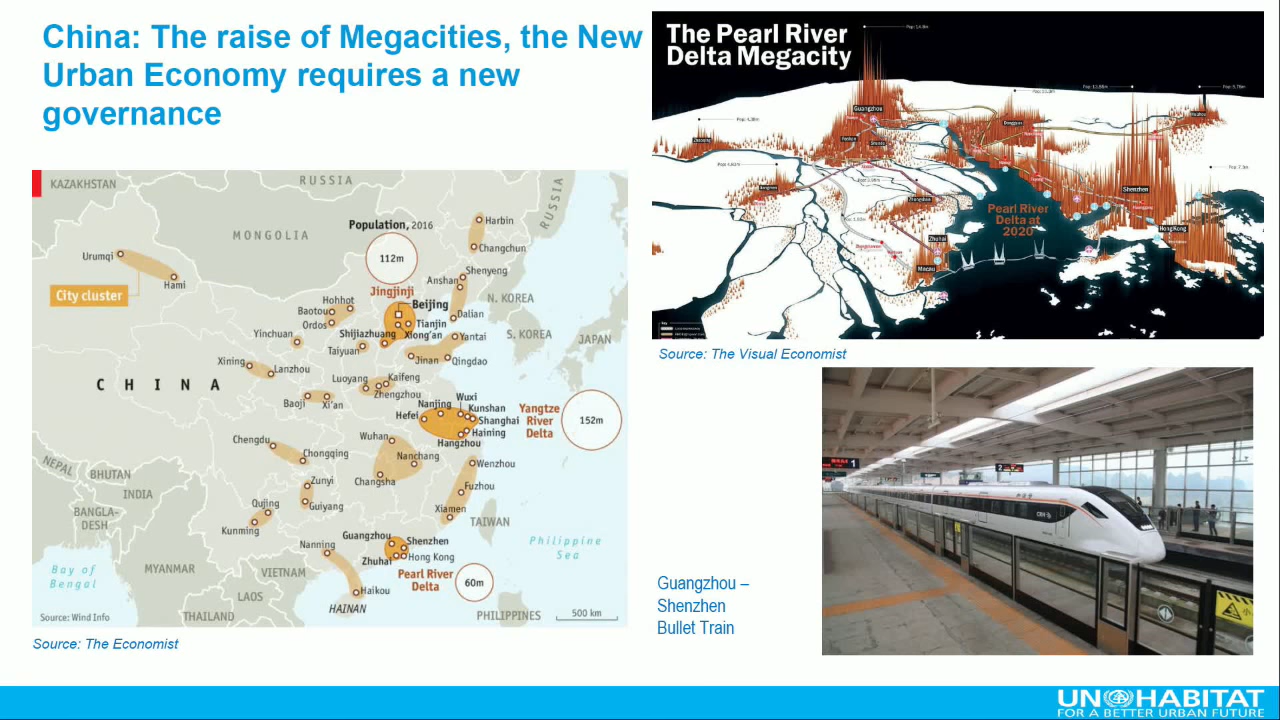 China: The raise of Megacities, the New
Urban Economy requires a new
governance
KAZAKHSTAN
RUSSIA
RUSSIA
MONGOLIA
Population, 2016
112m
Jingjinji
Harbin
Changchun
Urumqi
Hami
City cluster
Shenyeng
Anshan
N. KOREA
Hohhot
Baotou
Ordos
Beijing
Tianjin
Xiong'an
Shijiazhuang
Dalian
S. KOREA
JAPAN
Yinchuan
Taiyuan
Yantai
Jinan
Qingdao
Xining
Lanzhou
CHINA
Luoyang
Kaifeng
Zhengzhou
Baoji
Xi'an
Nanjing
Wuxi
Kunshan
Hefei
Shanghai
Haining
Hangzhou
Yangtze
River
Delta
152m
Chengdu
Chongqing
Wuhan
Nanchang
Changsha
Wenzhou
NEPAL
BHUTAN
INDIA
BANGLA-
DESH
Zunyi
Guiyang
Fuzhou
Xiamen
Qujing
Kunming
TAIWAN
Guangzhou
Shenzhen
Hong Kong
Zhuhai
Nanning
Philippine
Sea
Bay of
Bengal
MYANMAR
VIETNAM
LAOS
Pearl River
Delta
60m
Haikou
HAINAN
THAILAND
PHILIPPINES
Source: Wind Info
500 km
Source: The Economist
The Pearl River
Delta Megacity
Guangzhou
Dongguan
Shenzhen
Hong Kong
Zhongshan
Zhuhai
Macau
Pearl River
Delta at
2020
Source: The Visual Economist
1
2
CRH
小
Guangzhou –
Shenzhen
Bullet Train
UN HABITAT
FOR A BETTER URBAN FUTURE